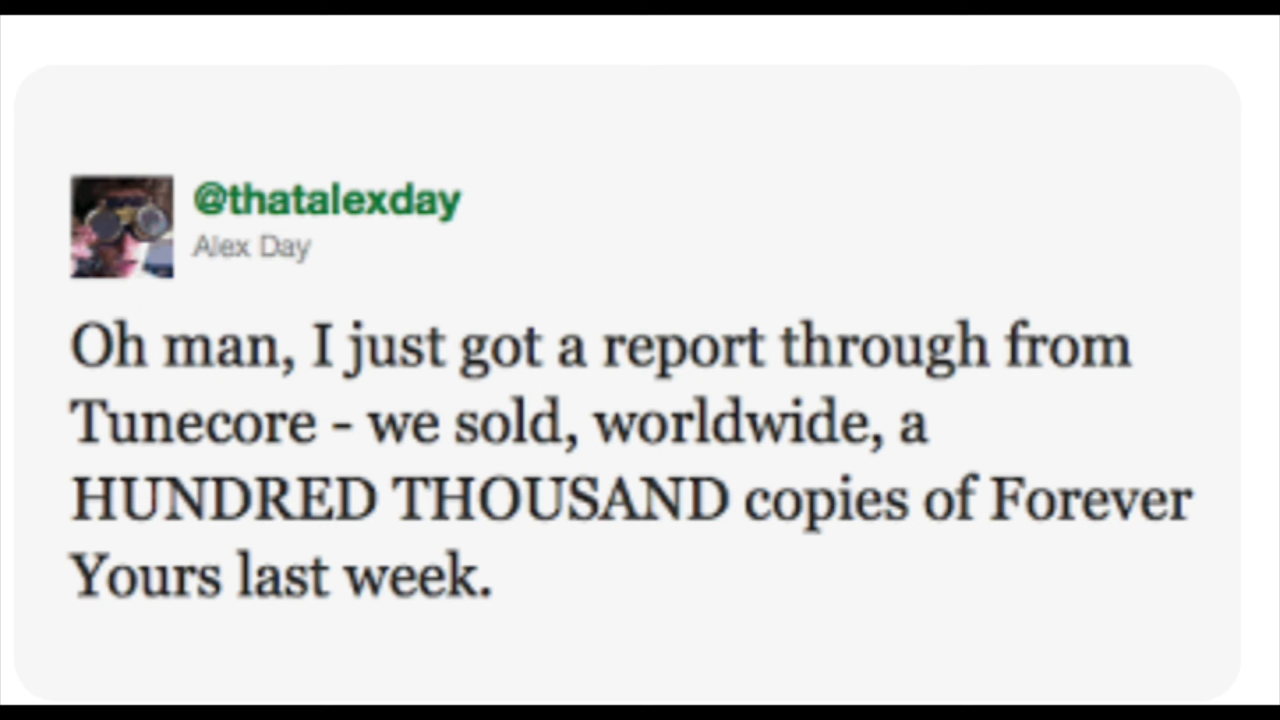 @thatalexday
Alex Day
Oh man, I just got a report through from
Tunecore - we sold, worldwide, a
HUNDRED THOUSAND copies of Forever
Yours last week.